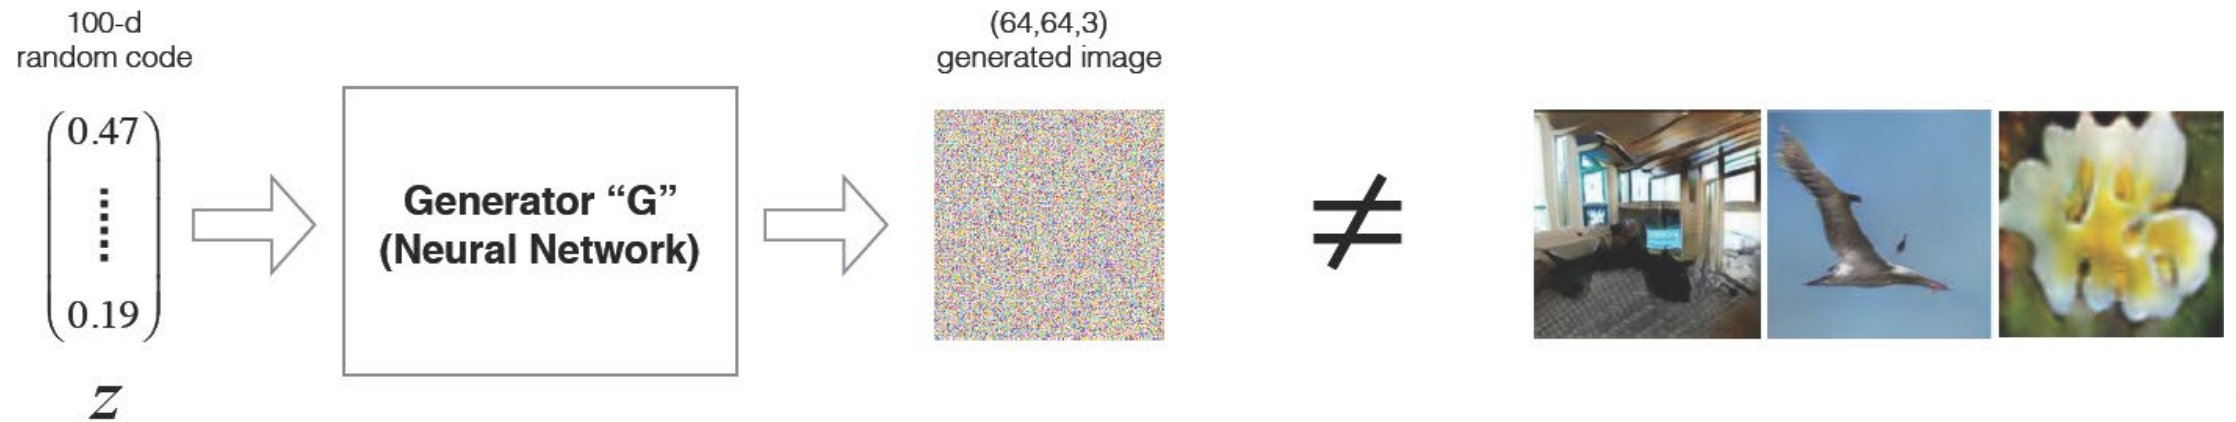 100-d
random code
0.47
0.19
z
Generator “G”
(Neural Network)
(64,64,3)
generated image
≠